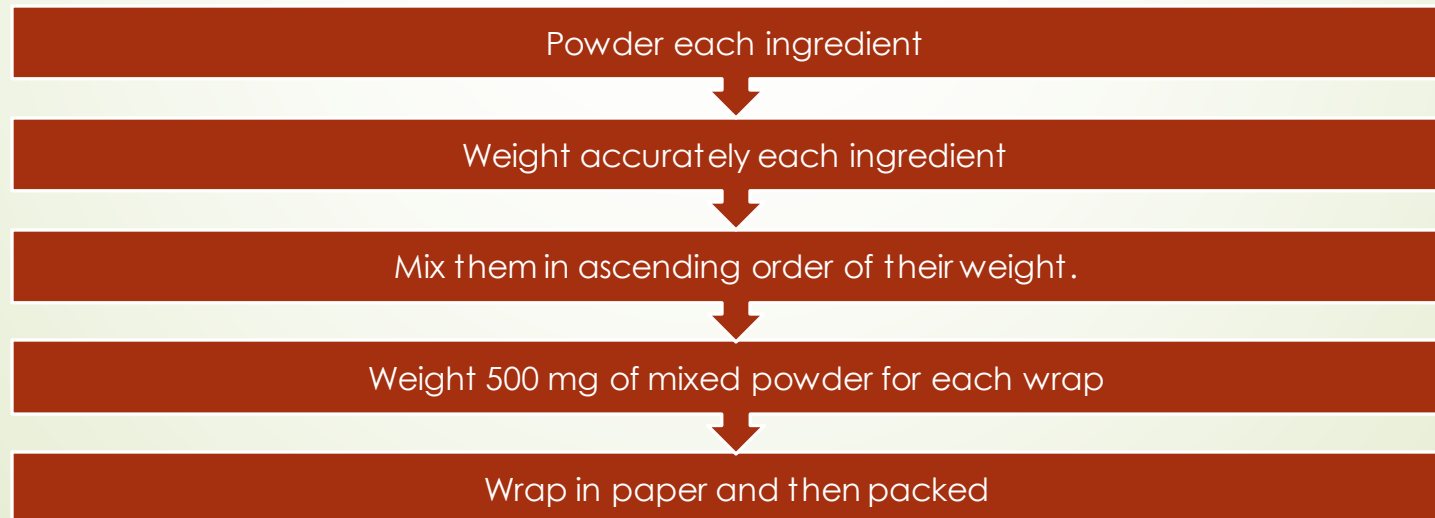 Powder each ingredient
Weight accurately each ingredient
Mix them in ascending order of their weight.
Weight 500 mg of mixed powder for each wrap
Wrap in paper and then packed